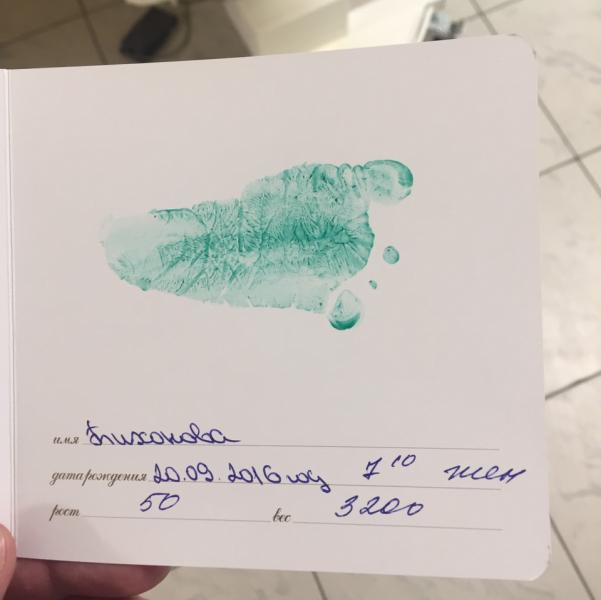 имя Тихонова
дата рождения 20.09.2016 год 7¹⁰ жен
рост 50 вес 3200